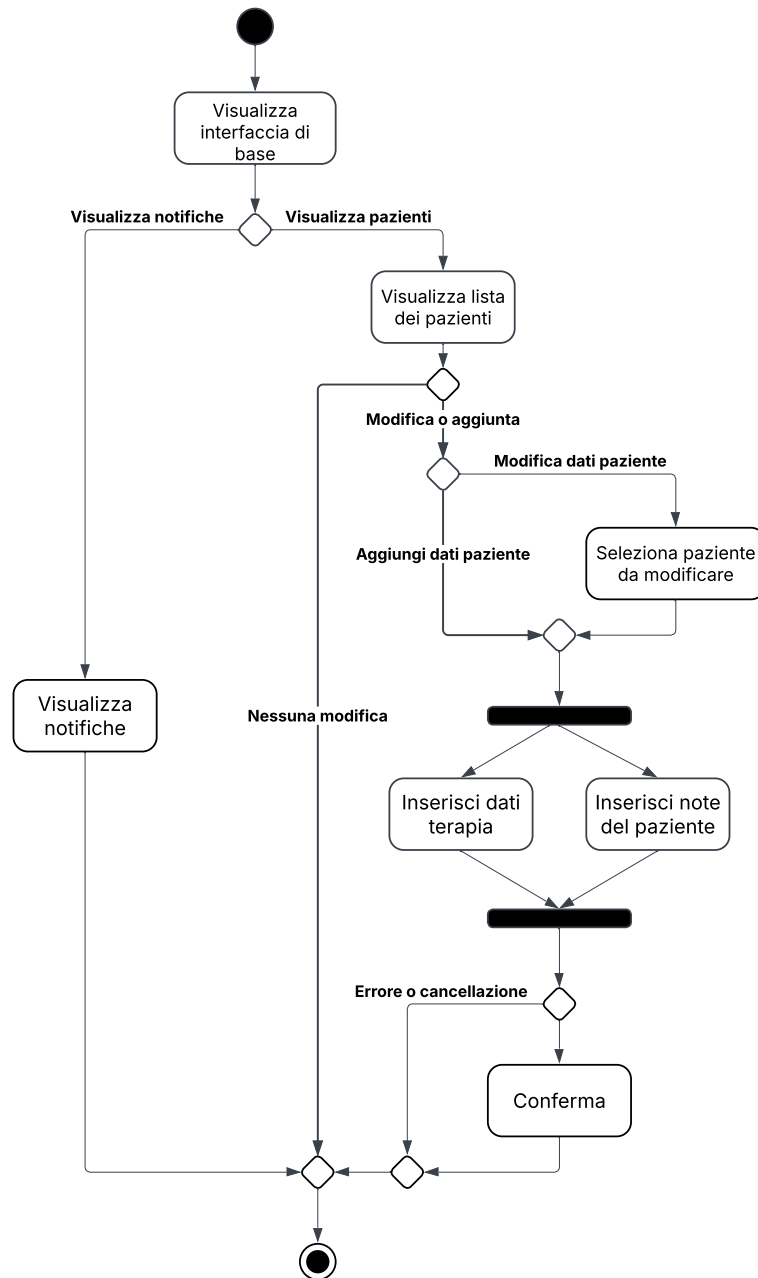 Visualizza
interfaccia di
base
Visualizza notifiche
Visualizza pazienti
Visualizza lista
dei pazienti
Modifica o aggiunta
Modifica dati paziente
Aggiungi dati paziente
Seleziona paziente
da modificare
Visualizza
notifiche
Nessuna modifica
Inserisci dati
terapia
Inserisci note
del paziente
Errore o cancellazione
Conferma